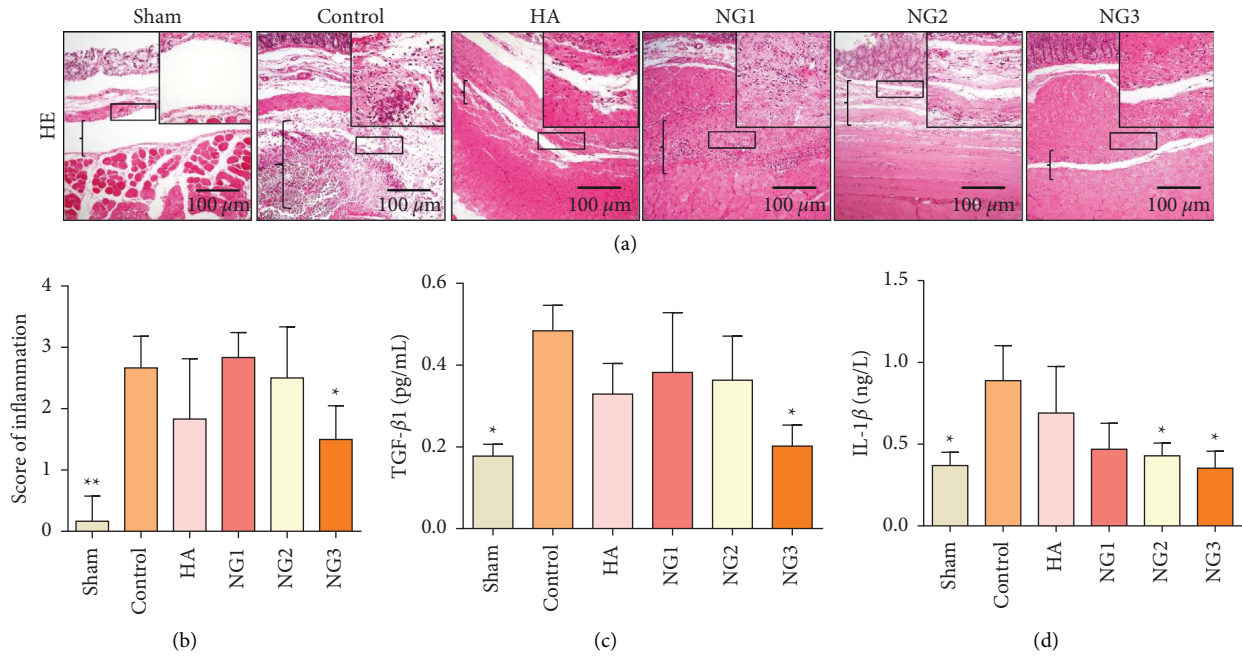 Sham Control HA NG1 NG2 NG3
HE
100 μm 100 μm 100 μm 100 μm 100 μm 100 μm
(a)
Score of inflammation
4
3
2
1
0
**
*
Sham Control HA NG1 NG2 NG3
(b)
TGF-β1 (pg/mL)
0.6
0.4
0.2
0.0
*
*
Sham Control HA NG1 NG2 NG3
(c)
IL-1β (ng/L)
1.5
1.0
0.5
0.0
*
*
*
Sham Control HA NG1 NG2 NG3
(d)